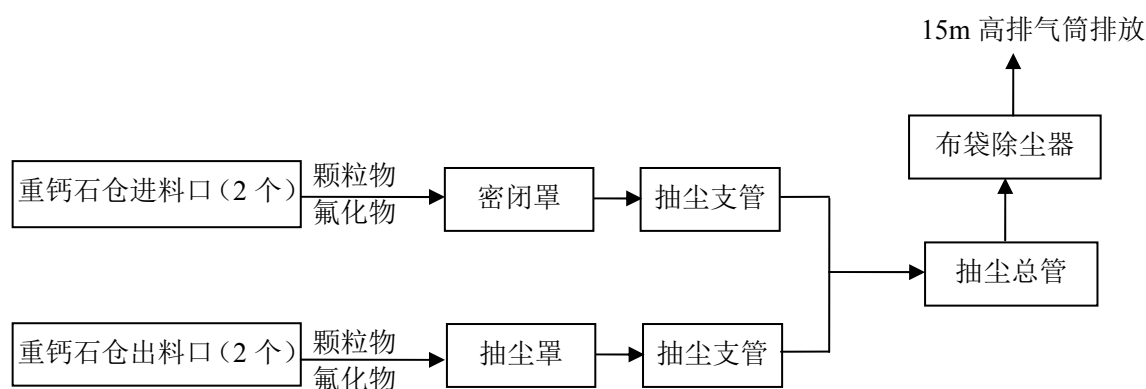 15m 高排气筒排放
布袋除尘器
重钙石仓进料口（2 个）
颗粒物
氟化物
密闭罩
抽尘支管
抽尘总管
重钙石仓出料口（2 个）
颗粒物
氟化物
抽尘罩
抽尘支管